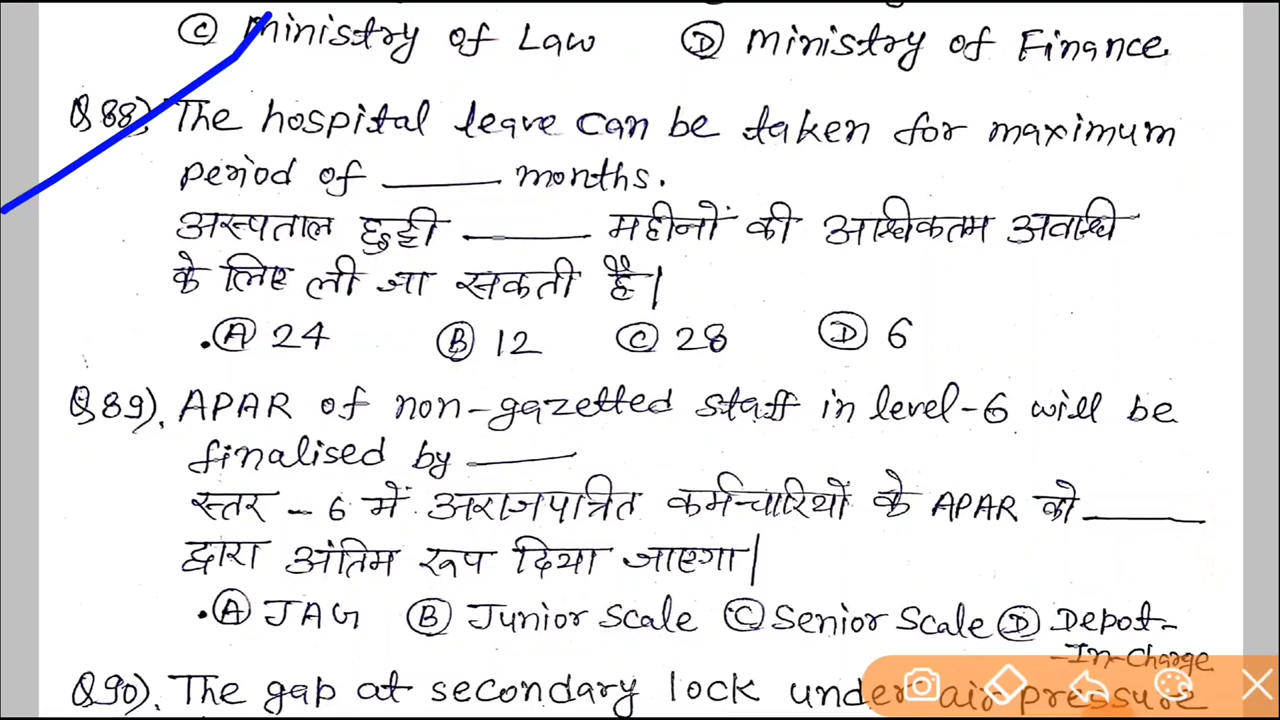 Ⓒ Ministry of Law Ⓓ Ministry of Finance
Q88). The hospital leave can be taken for maximum
period of ______ months.
अस्पताल छुट्टी ______ महीनों की अधिकतम अवधि
के लिए ली जा सकती है।
.Ⓐ 24 Ⓑ 12 Ⓒ 28 Ⓓ 6
Q89). APAR of non-gazetted staff in level-6 will be
finalised by ______
स्तर - 6 में अराजपत्रित कर्मचारियों के APAR को ______
द्वारा अंतिम रूप दिया जाएगा।
.Ⓐ JAG Ⓑ Junior Scale Ⓒ Senior Scale Ⓓ Depot-
-In-charge
Q90). The gap at secondary lock under air pressure